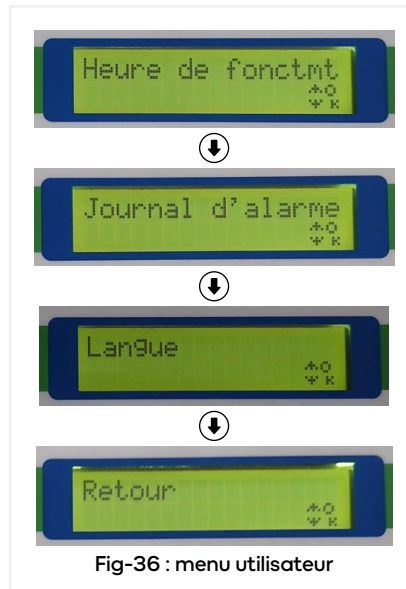 Heure de fonctmt
↑O
↓K
Journal d'alarme
↑O
↓K
Langue
↑O
↓K
Retour
↑O
↓K
Fig-36 : menu utilisateur